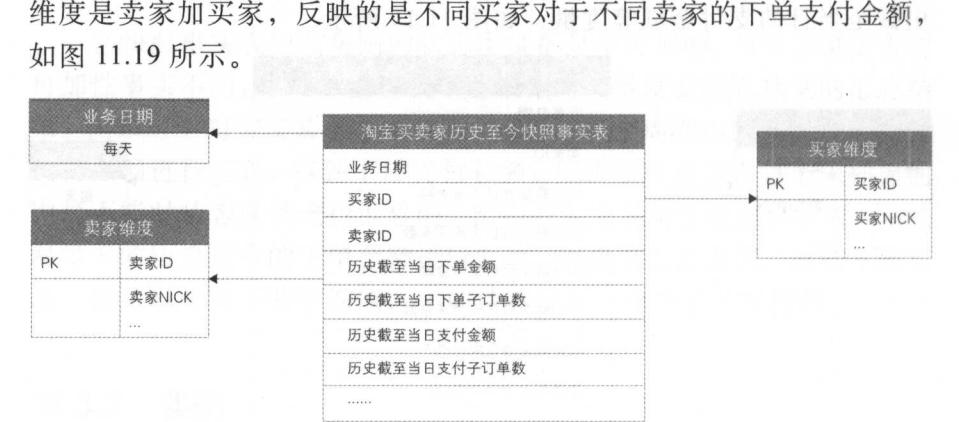 维度是卖家加买家，反映的是不同买家对于不同卖家的下单支付金额，
如图 11.19 所示。
业务日期
每天
卖家维度
PK 卖家ID
卖家NICK
...
淘宝买卖家历史至今快照事实表
业务日期
买家ID
卖家ID
历史截至当日下单金额
历史截至当日下单子订单数
历史截至当日支付金额
历史截至当日支付子订单数
……
买家维度
PK 买家ID
买家NICK
...